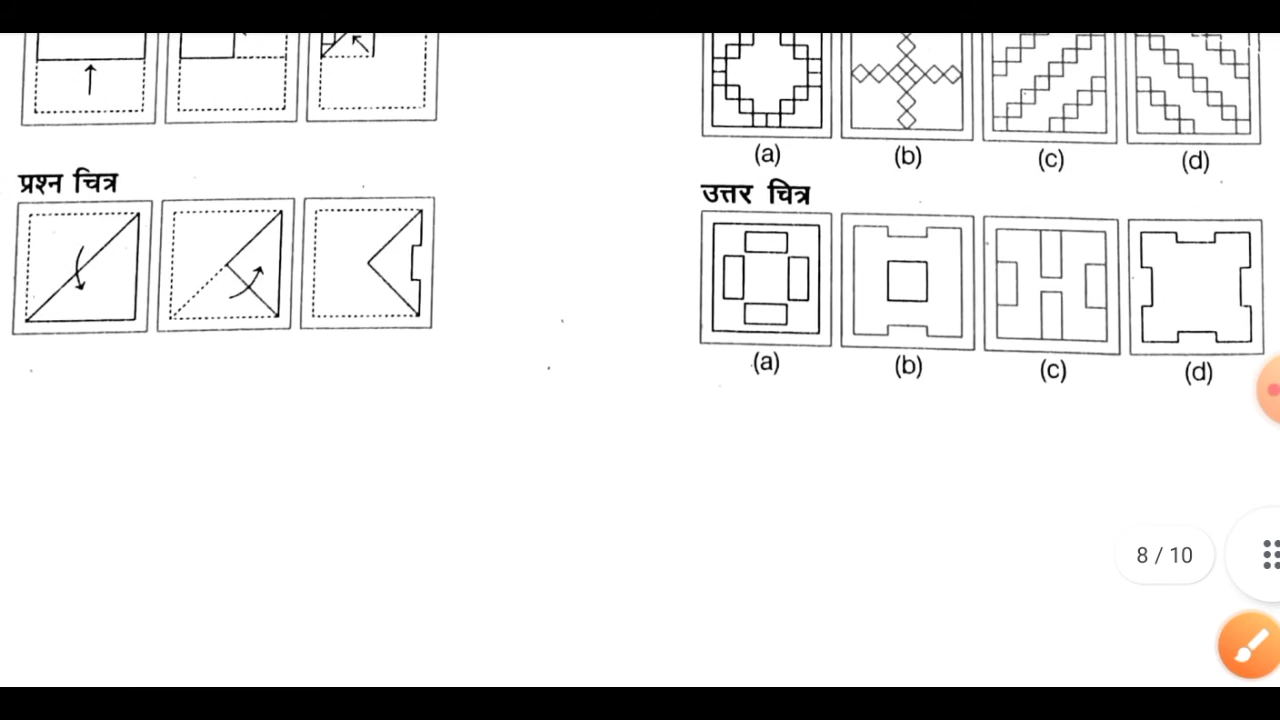 (a) (b) (c) (d)
प्रश्न चित्र
उत्तर चित्र
(a) (b) (c) (d)
8 / 10